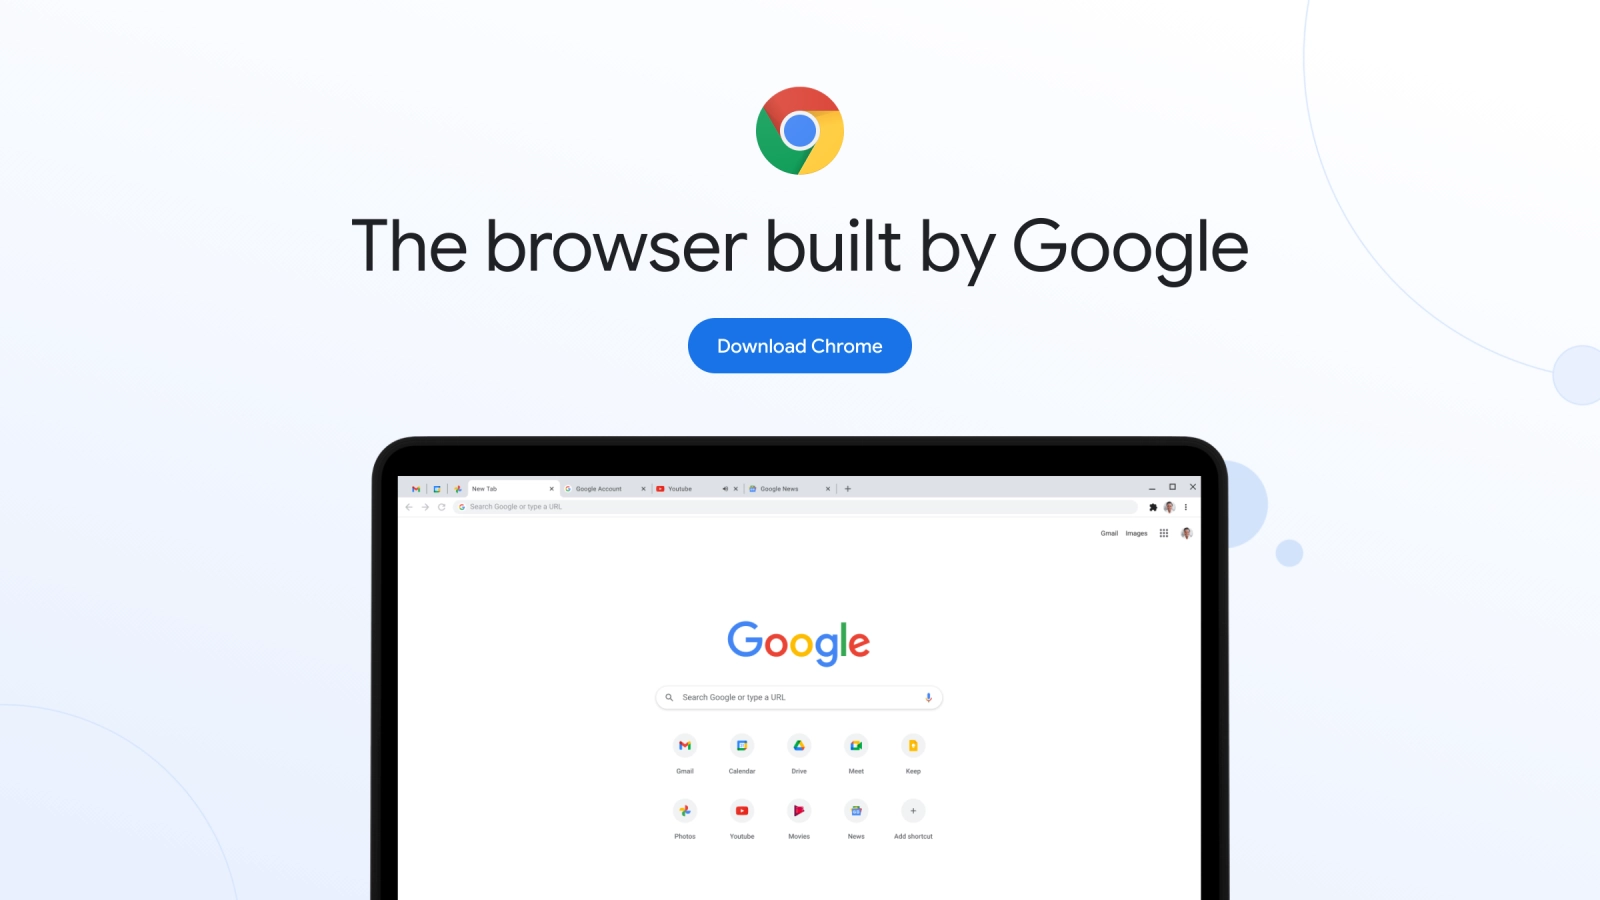 The browser built by Google
Download Chrome
New Tab
Google Account
Youtube
Google News
Search Google or type a URL
Gmail
Images
Google
Search Google or type a URL
Gmail
Calendar
Drive
Meet
Keep
Photos
Youtube
Movies
News
Add shortcut